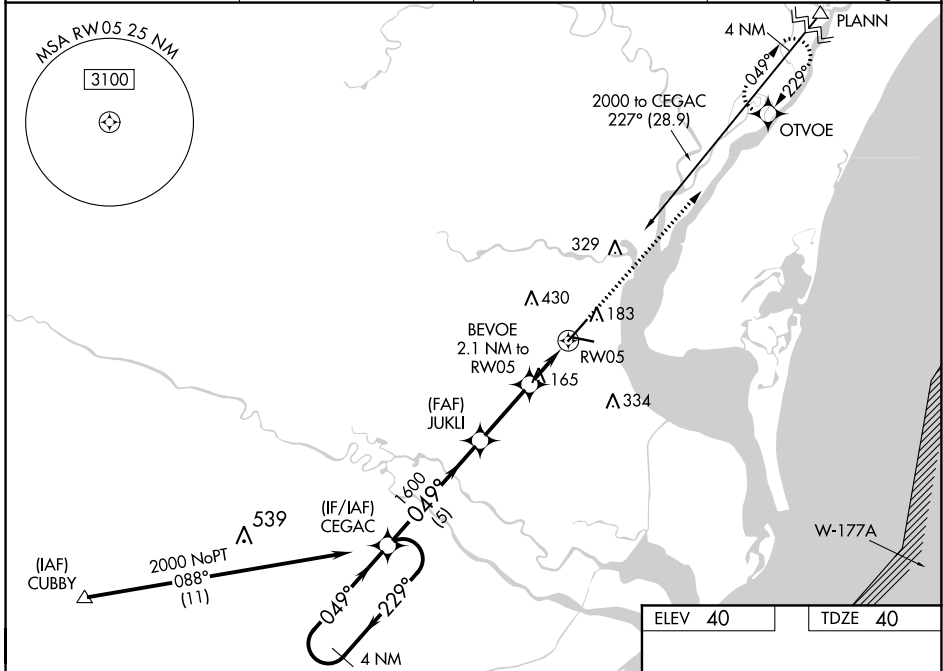 MSA RW05 25 NM
3100
PLANN
4 NM
049°
229°
2000 to CEGAC
227° (28.9)
OTVOE
329
430
183
BEVOE
2.1 NM to
RW05
RW05
165
334
(FAF)
JUKLI
1600
049°
(5)
(IF/IAF)
CEGAC
539
2000 NoPT
088°
(11)
(IAF)
CUBBY
049°
229°
4 NM
W-177A
ELEV 40
TDZE 40